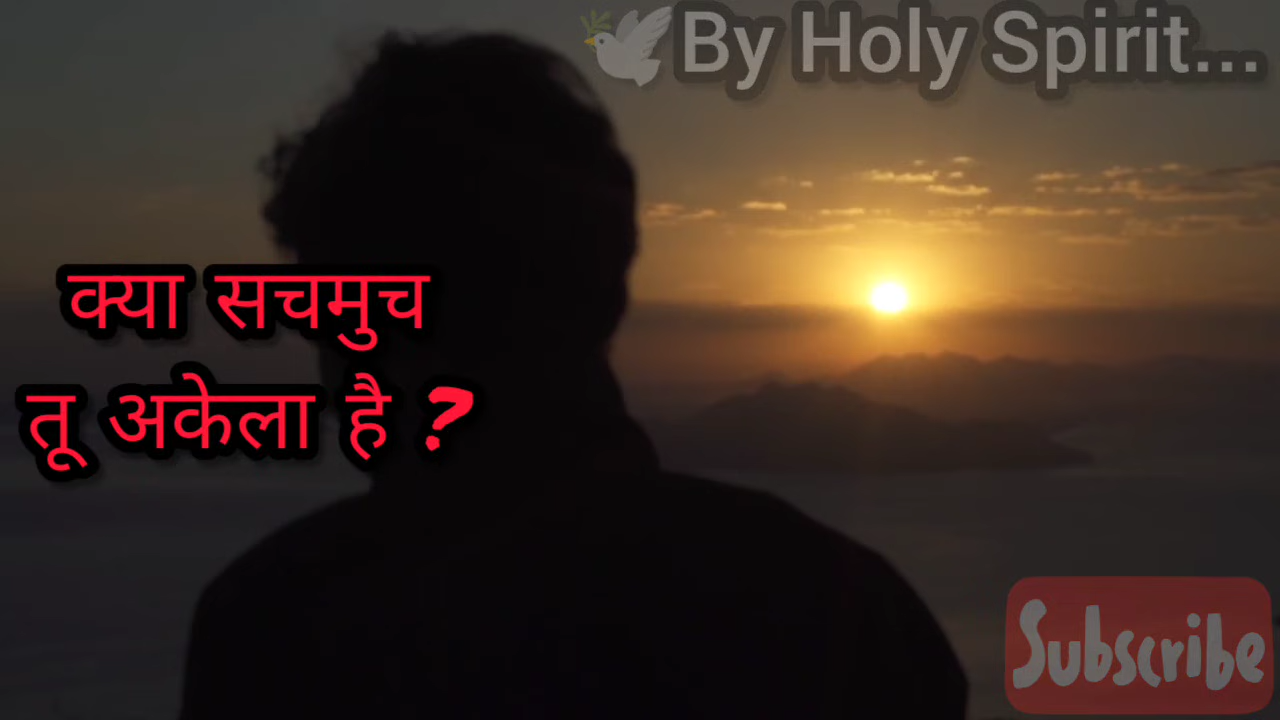 🕊By Holy Spirit...
क्या सचमुच
तू अकेला है ?
Subscribe